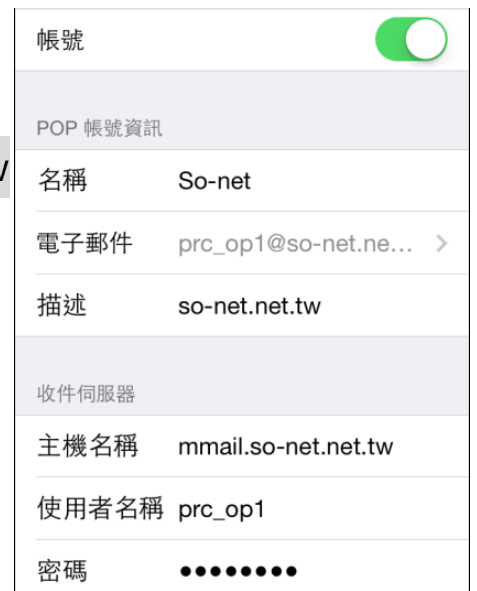 帳號
POP 帳號資訊
名稱 So-net
電子郵件 prc_op1@so-net.ne...
描述 so-net.net.tw
收件伺服器
主機名稱 mmail.so-net.net.tw
使用者名稱 prc_op1
密碼 ●●●●●●●●